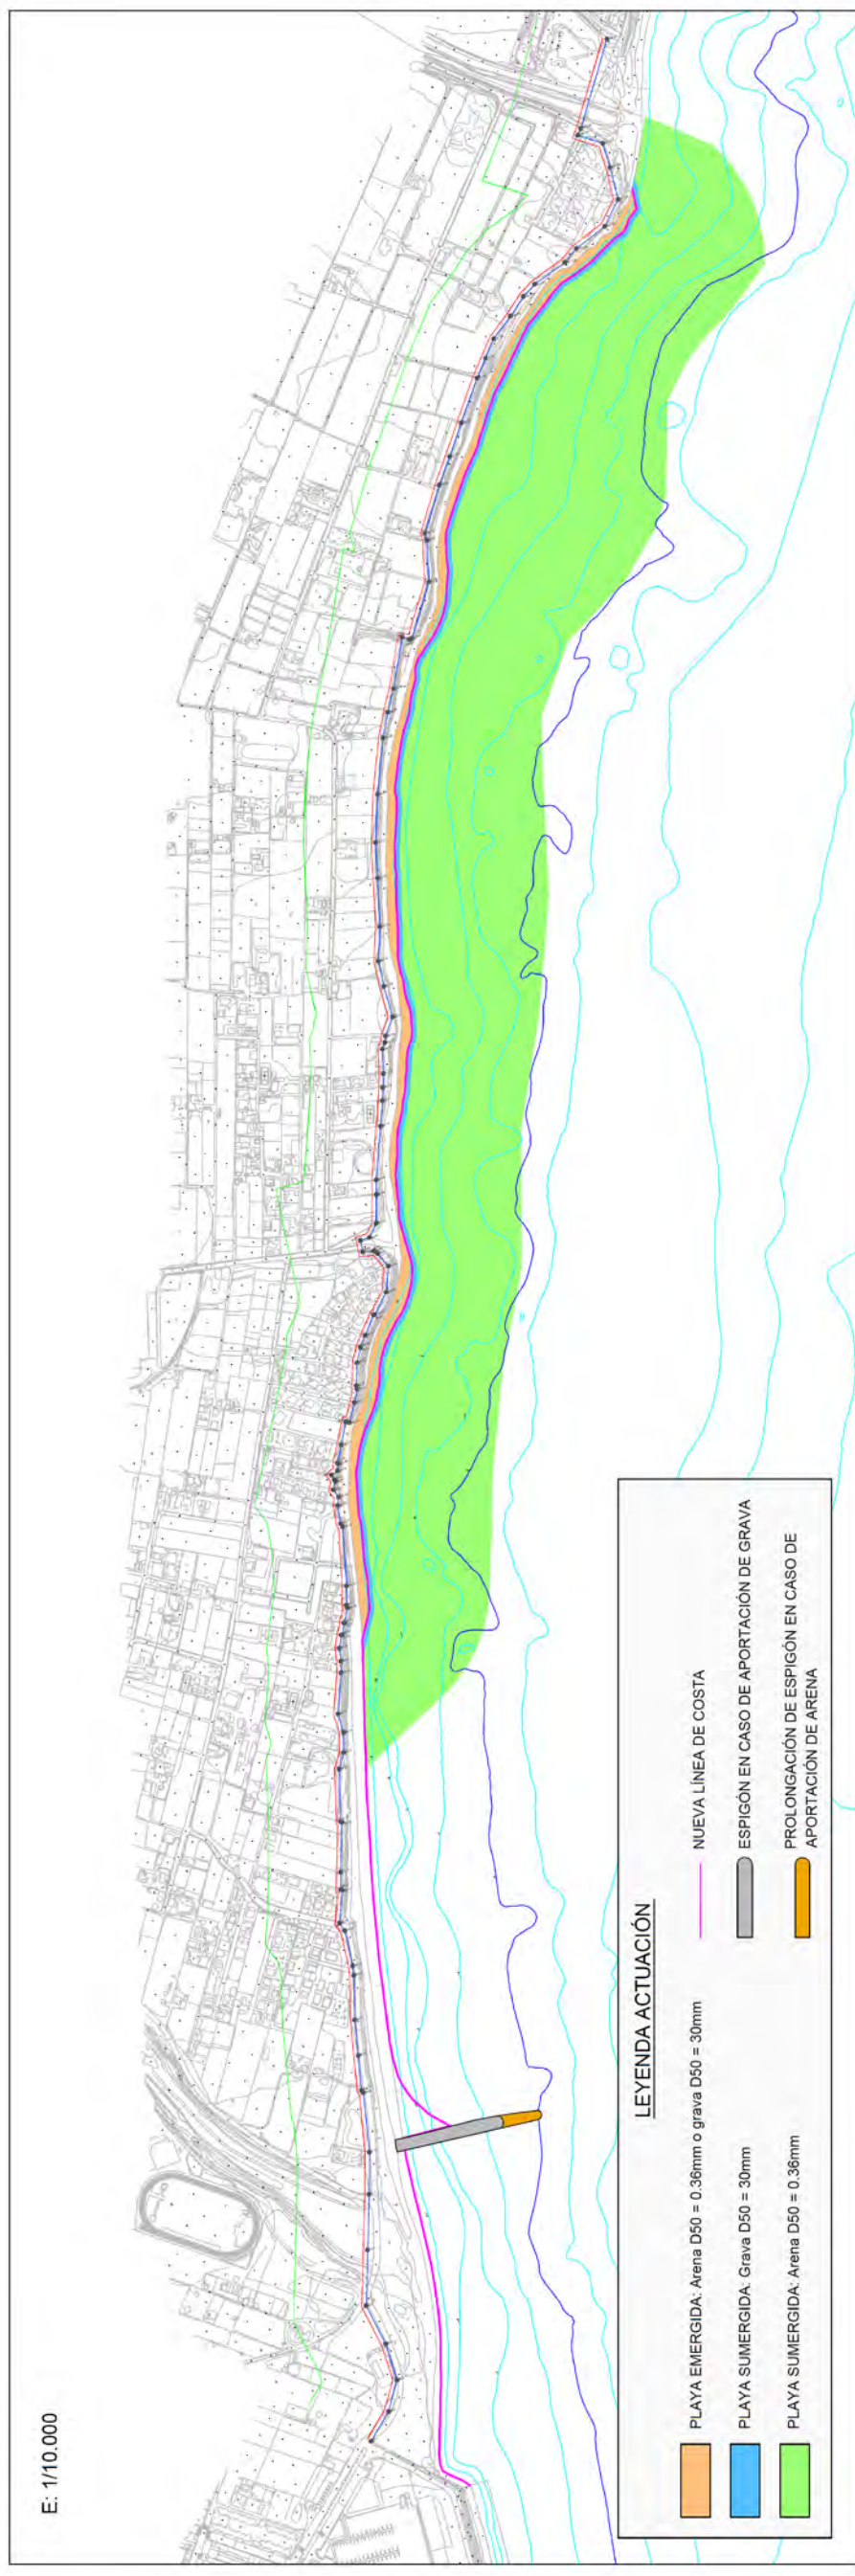 E: 1/10.000
LEYENDA ACTUACIÓN
PLAYA EMERGIDA: Arena D50 = 0.36mm o grava D50 = 30mm
PLAYA SUMERGIDA: Grava D50 = 30mm
PLAYA SUMERGIDA: Arena D50 = 0.36mm
NUEVA LÍNEA DE COSTA
ESPIGÓN EN CASO DE APORTACIÓN DE GRAVA
PROLONGACIÓN DE ESPIGÓN EN CASO DE
APORTACIÓN DE ARENA